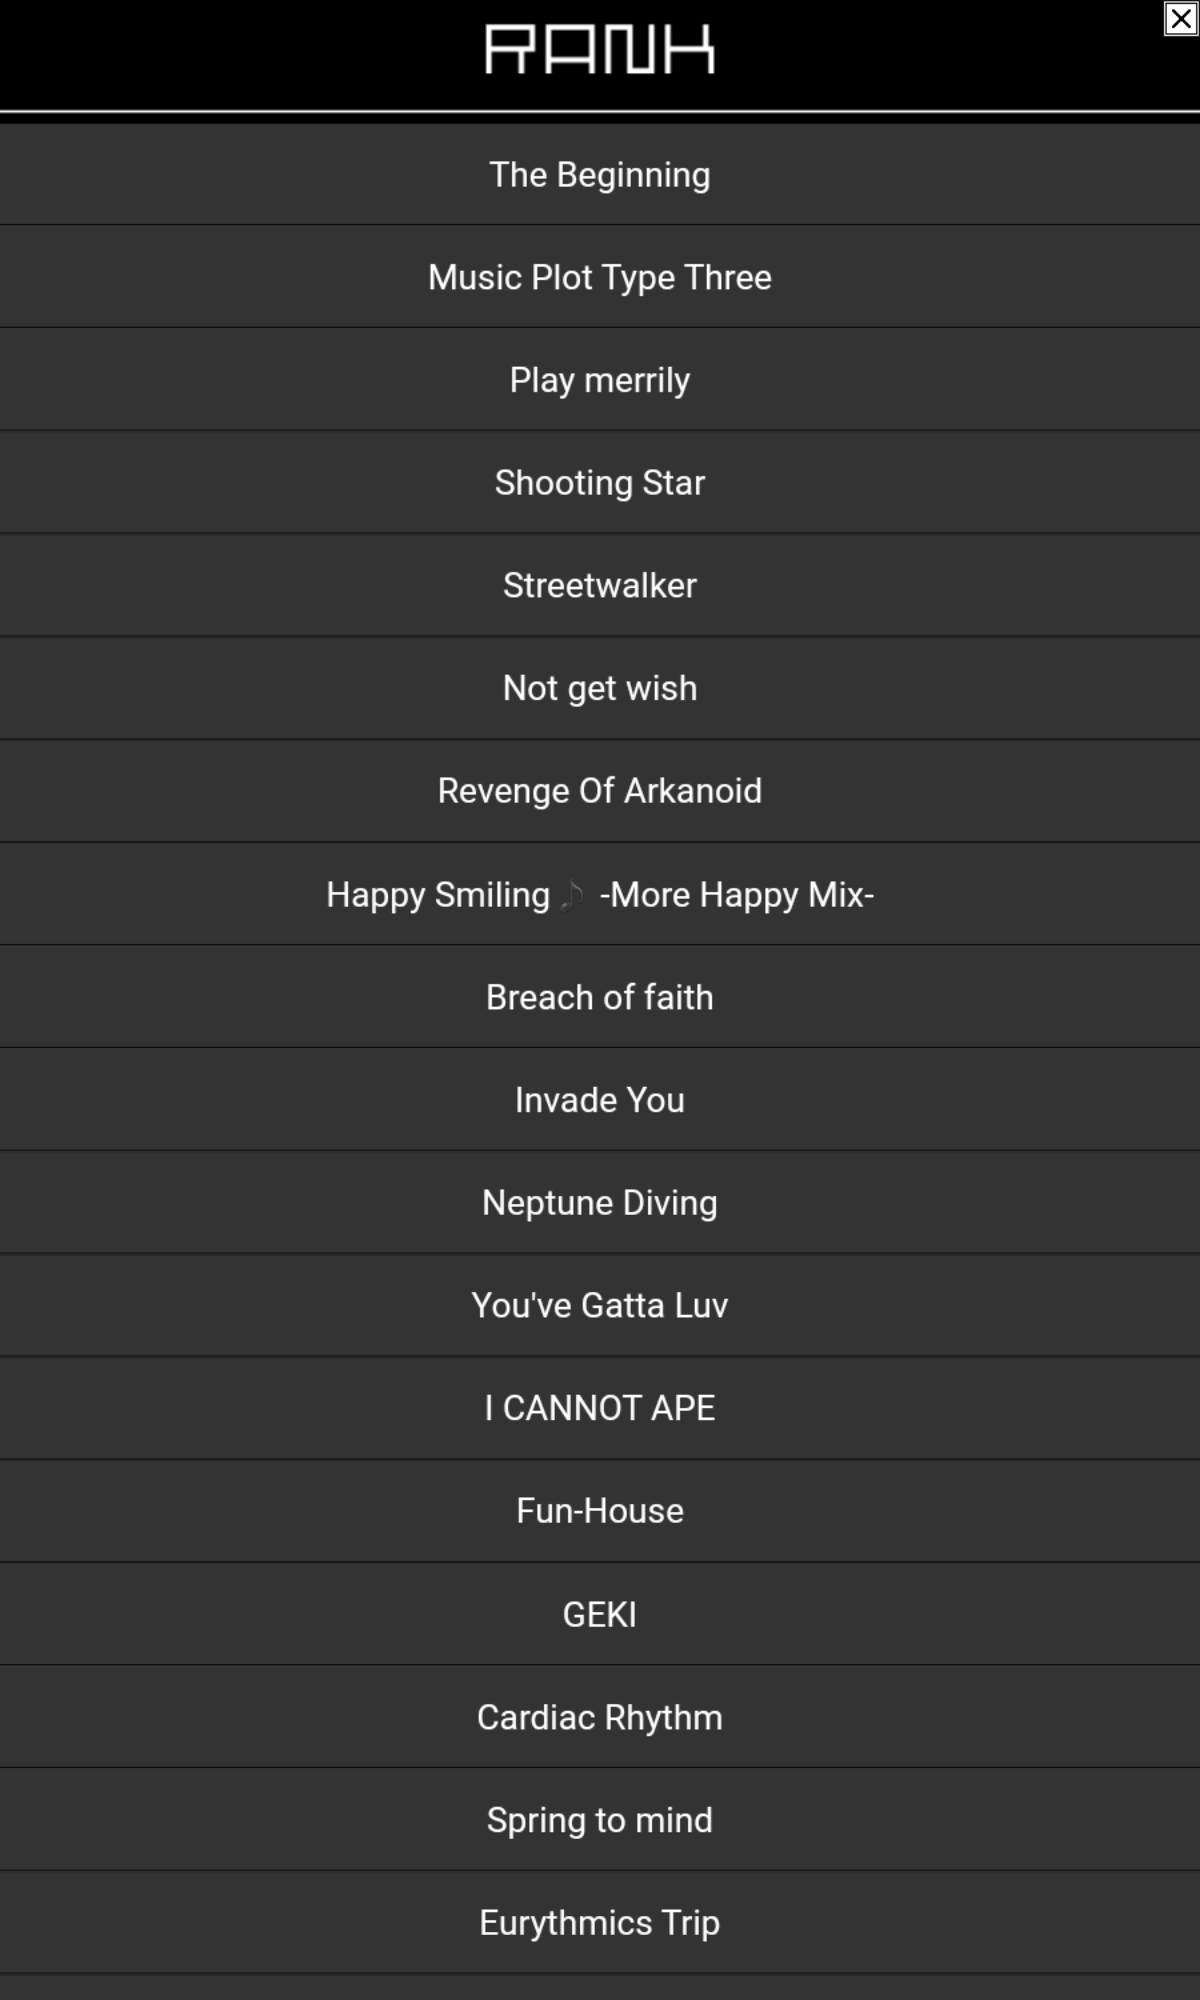 RANK
The Beginning
Music Plot Type Three
Play merrily
Shooting Star
Streetwalker
Not get wish
Revenge Of Arkanoid
Happy Smiling♪ -More Happy Mix-
Breach of faith
Invade You
Neptune Diving
You've Gatta Luv
I CANNOT APE
Fun-House
GEKI
Cardiac Rhythm
Spring to mind
Eurythmics Trip